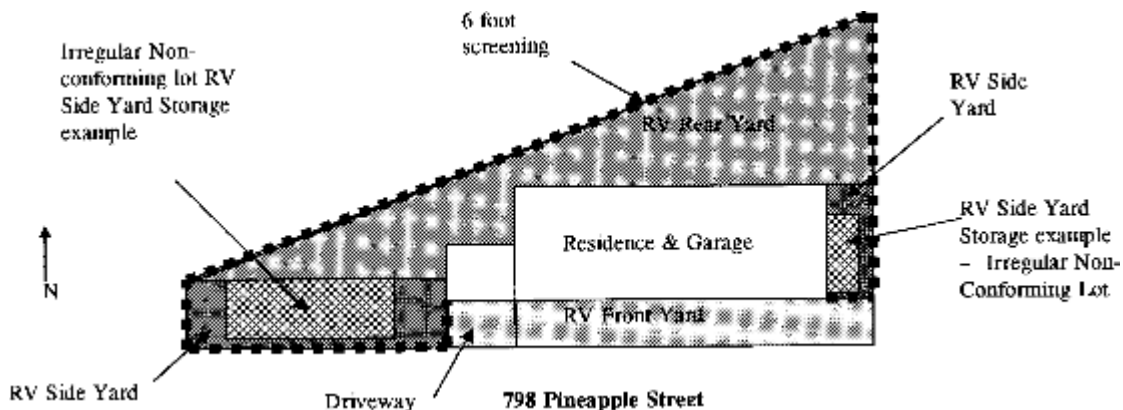 6 foot
screening
Irregular Non-
conforming lot RV
Side Yard Storage
example
RV Side
Yard
RV Rear Yard
RV Side Yard
Storage example
– Irregular Non-
Conforming Lot
Residence & Garage
N
RV Front Yard
RV Side Yard
Driveway
798 Pineapple Street